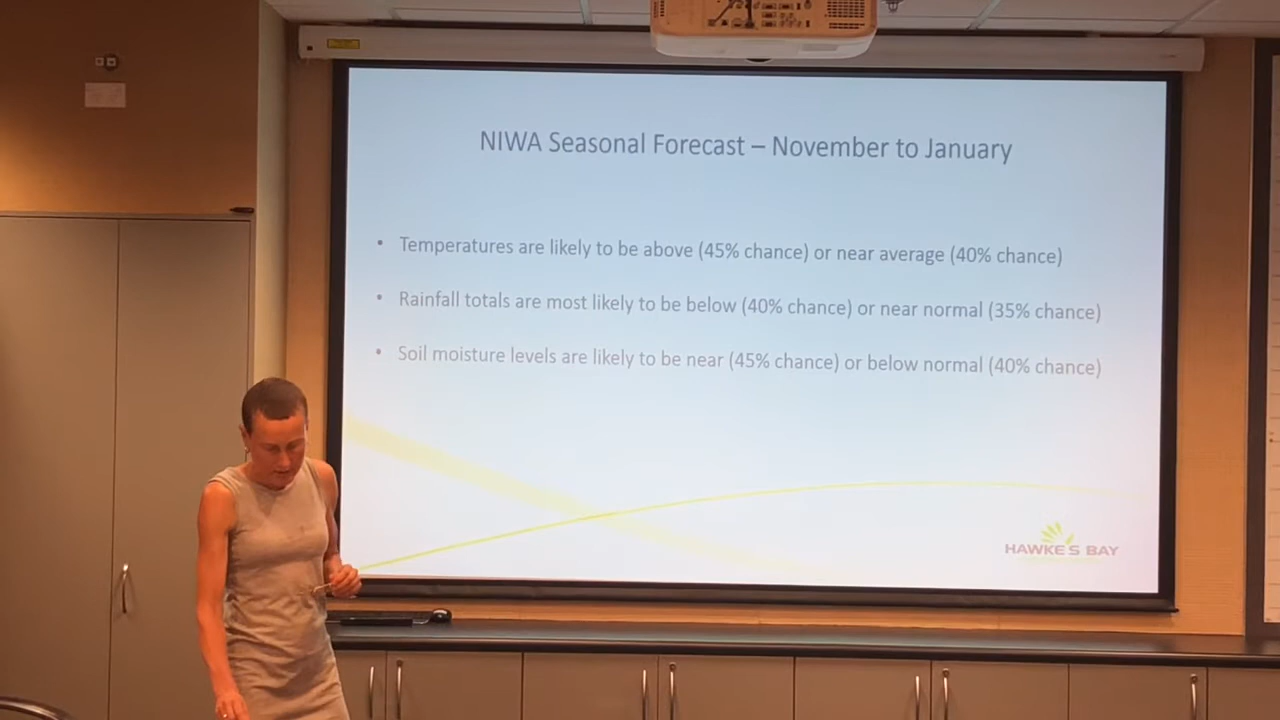 NIWA Seasonal Forecast – November to January
• Temperatures are likely to be above (45% chance) or near average (40% chance)
• Rainfall totals are most likely to be below (40% chance) or near normal (35% chance)
• Soil moisture levels are likely to be near (45% chance) or below normal (40% chance)
HAWKE'S BAY